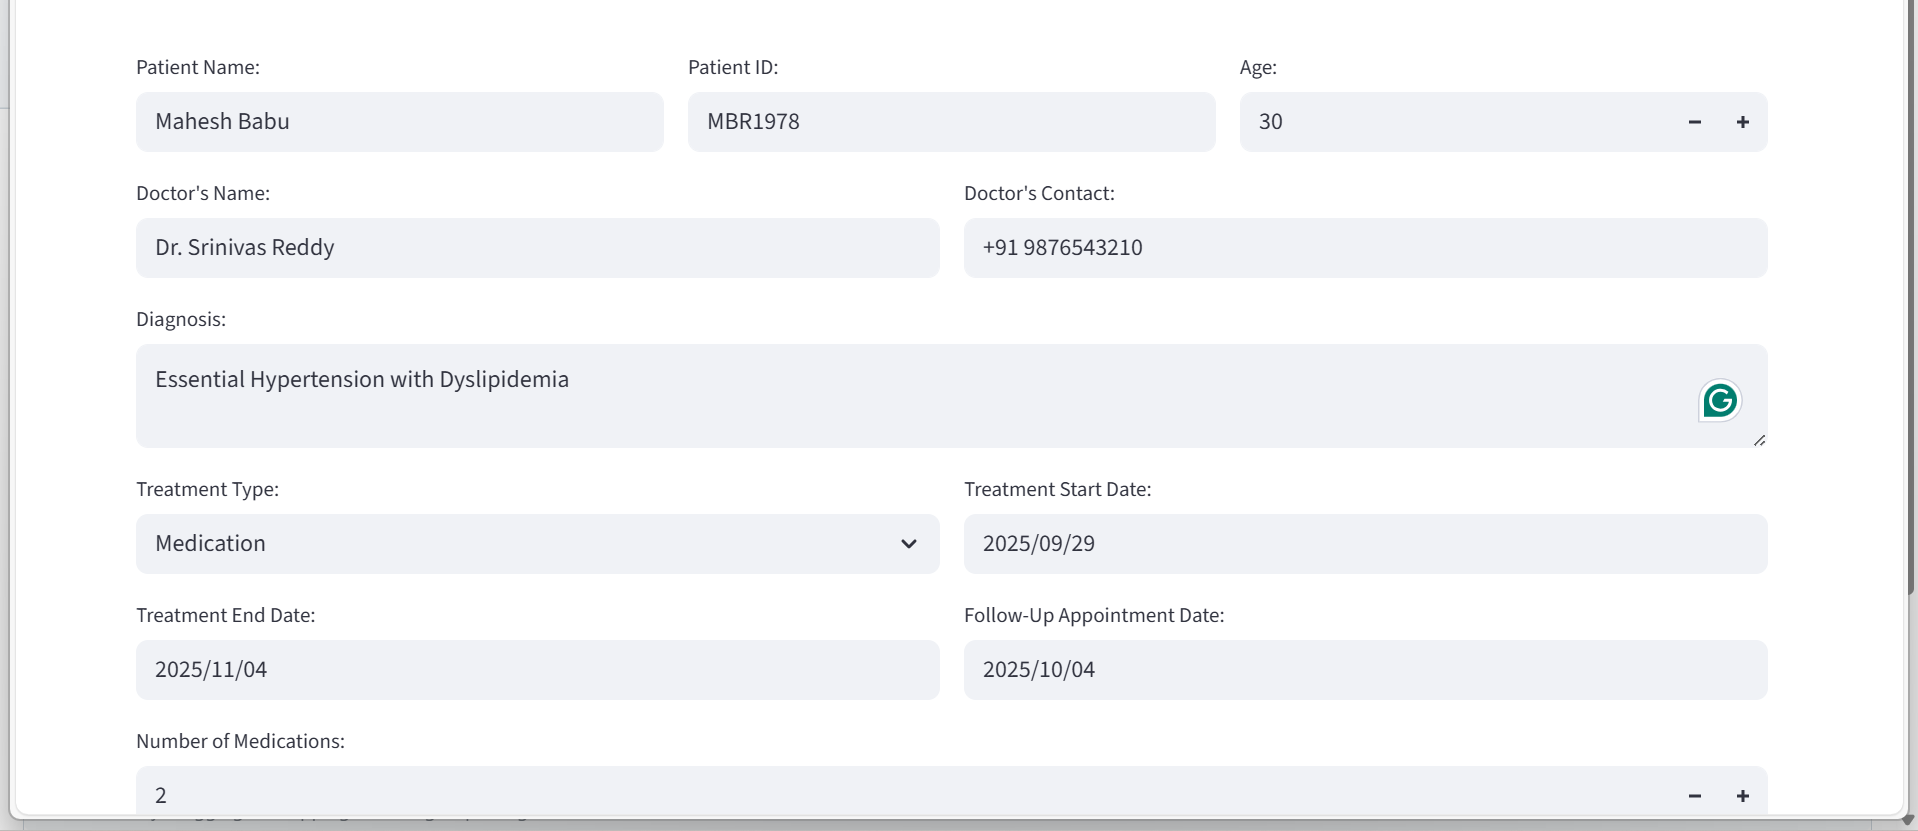 Patient Name: Patient ID: Age:
Mahesh Babu MBR1978 30 − +
Doctor's Name: Doctor's Contact:
Dr. Srinivas Reddy +91 9876543210
Diagnosis:
Essential Hypertension with Dyslipidemia
Treatment Type: Treatment Start Date:
Medication 2025/09/29
Treatment End Date: Follow-Up Appointment Date:
2025/11/04 2025/10/04
Number of Medications:
2 − +